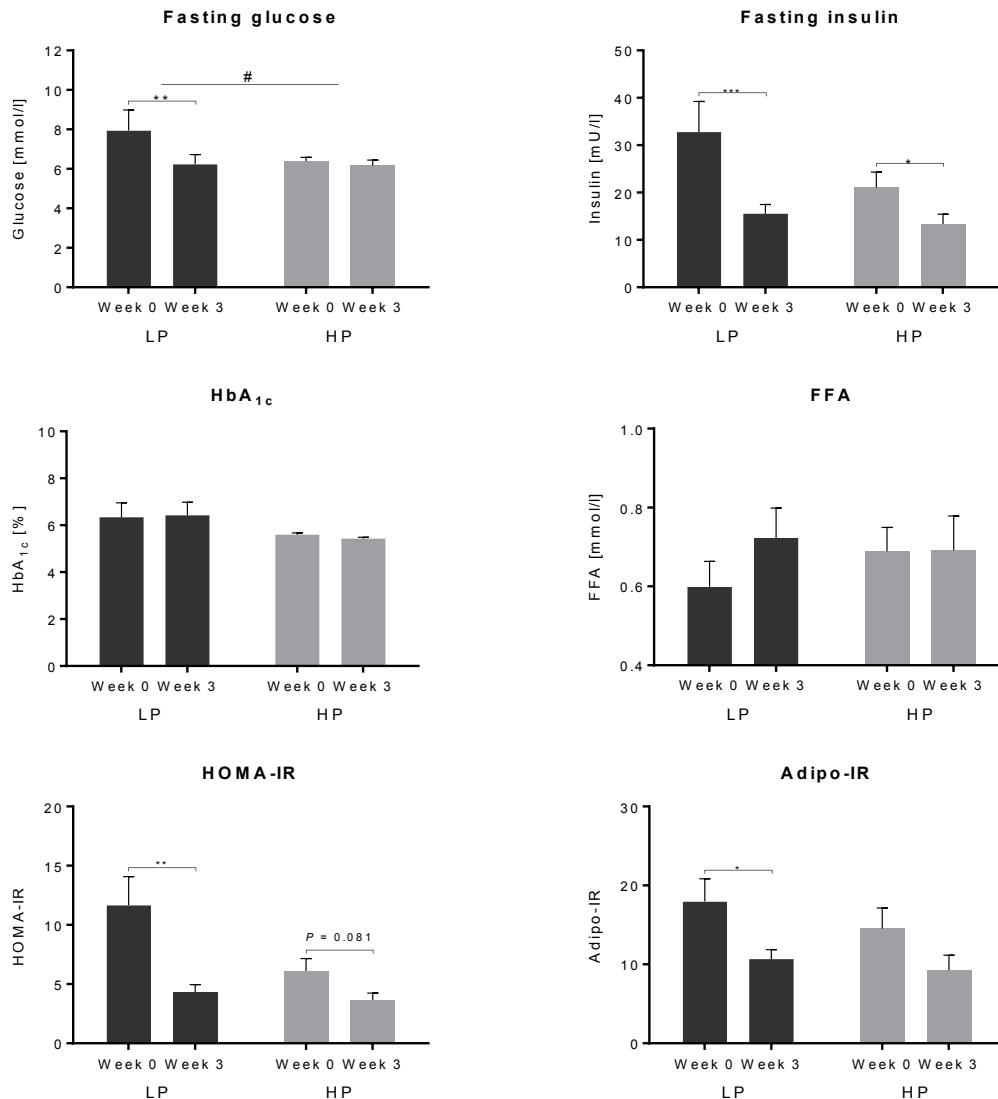 Fasting glucose
12
10
8
6
4
2
0
Glucose [mmol/l]
#
**
Week 0 Week 3 Week 0 Week 3
LP HP
Fasting insulin
50
40
30
20
10
0
Insulin [mU/l]
***
*
Week 0 Week 3 Week 0 Week 3
LP HP
HbA1c
10
8
6
4
2
0
HbA1c [%]
Week 0 Week 3 Week 0 Week 3
LP HP
FFA
1.0
0.8
0.6
0.4
FFA [mmol/l]
Week 0 Week 3 Week 0 Week 3
LP HP
HOMA-IR
20
15
10
5
0
HOMA-IR
**
P = 0.081
Week 0 Week 3 Week 0 Week 3
LP HP
Adipo-IR
30
20
10
0
Adipo-IR
*
Week 0 Week 3 Week 0 Week 3
LP HP